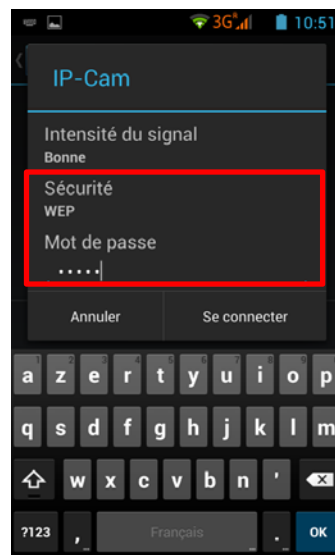 3G 10:51
IP-Cam
Intensité du signal
Bonne
Sécurité
WEP
Mot de passe
•••••
Annuler Se connecter
a z e r t y u i o p
q s d f g h j k l m
w x c v b n '
?123 , Français . OK